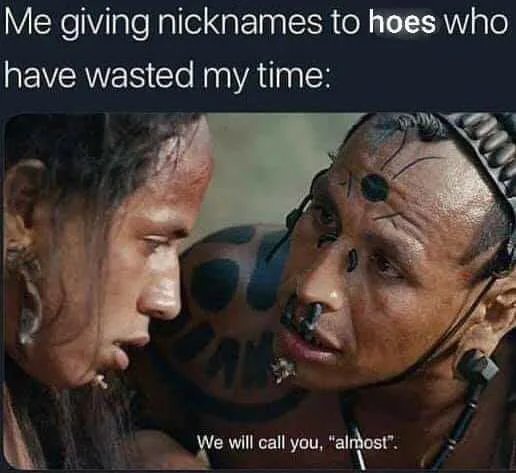 Me giving nicknames to hoes who
have wasted my time:
We will call you, “almost”.